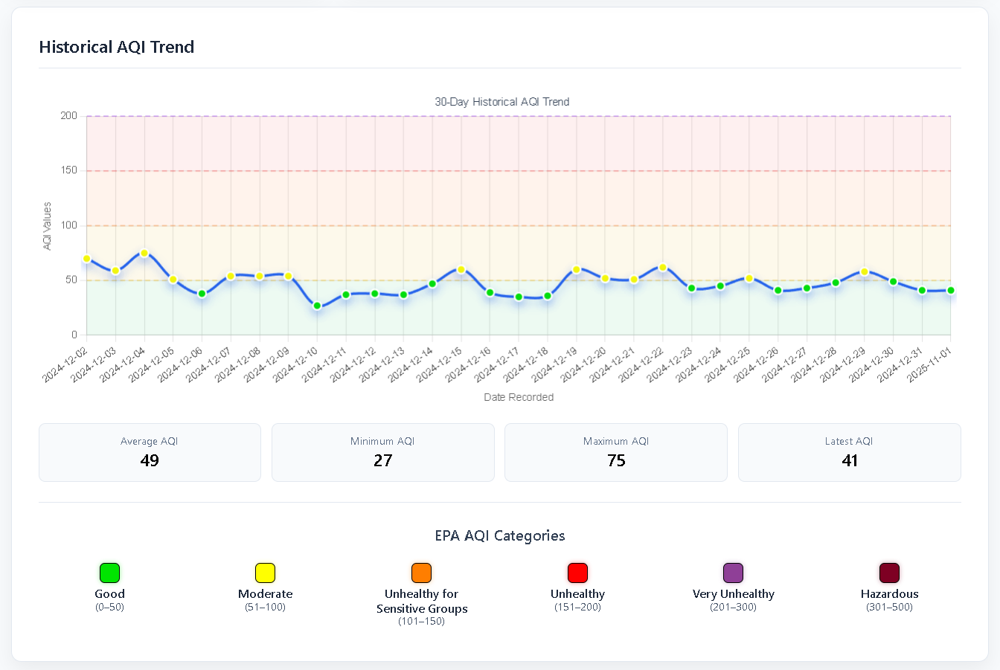 Historical AQI Trend
30-Day Historical AQI Trend
200
150
100
50
0
AQI Values
2024-12-02
2024-12-03
2024-12-04
2024-12-05
2024-12-06
2024-12-07
2024-12-08
2024-12-09
2024-12-10
2024-12-11
2024-12-12
2024-12-13
2024-12-14
2024-12-15
2024-12-16
2024-12-17
2024-12-18
2024-12-19
2024-12-20
2024-12-21
2024-12-22
2024-12-23
2024-12-24
2024-12-25
2024-12-26
2024-12-27
2024-12-28
2024-12-29
2024-12-30
2024-12-31
2025-11-01
Date Recorded
Average AQI
49
Minimum AQI
27
Maximum AQI
75
Latest AQI
41
EPA AQI Categories
Good
(0–50)
Moderate
(51–100)
Unhealthy for
Sensitive Groups
(101–150)
Unhealthy
(151–200)
Very Unhealthy
(201–300)
Hazardous
(301–500)